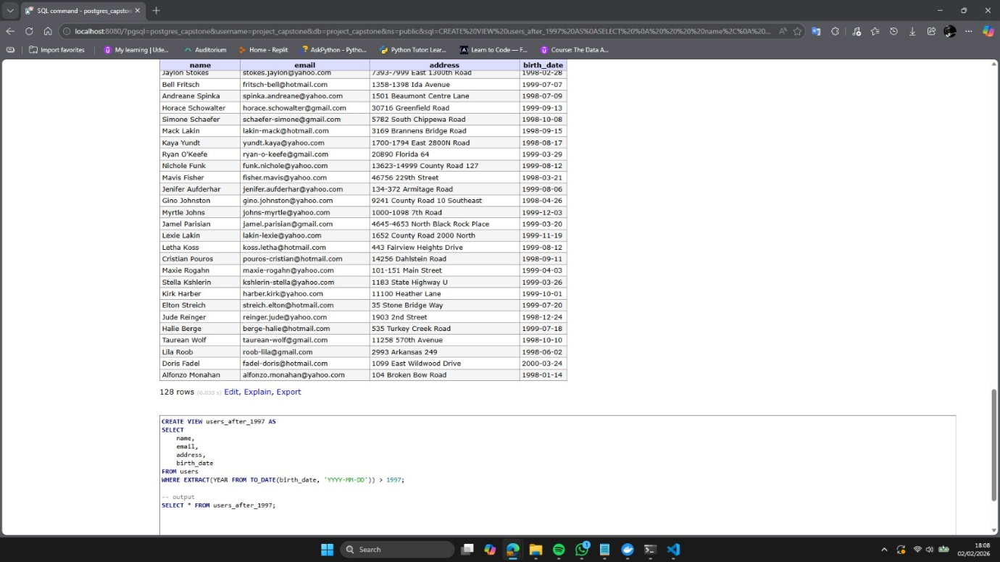 SQL command - postgres_capston
localhost:8080/?pgsql=postgres_capstone&username=project_capstone&db=project_capstone&ns=public&sql=CREATE%20VIEW%20users_after_1997%20AS%0ASELECT%20%0A%20%20%20%20name%2C%0A%20...
Import favorites
My learning | Ude...
Auditorium
Home - Replit
AskPython - Pytho...
Python Tutor: Lear...
Learn to Code — F...
Course: The Data A...
name email address birth_date
Jaylon Stokes stokes.jaylon@yahoo.com 7393-7999 East 1300th Road 1998-02-28
Bell Fritsch fritsch-bell@hotmail.com 1358-1398 Ida Avenue 1999-07-07
Andreane Spinka spinka.andreane@yahoo.com 1501 Beaumont Centre Lane 1998-07-09
Horace Schowalter horace.schowalter@gmail.com 30716 Greenfield Road 1999-09-13
Simone Schaefer schaefer-simone@gmail.com 5782 South Chippewa Road 1998-10-08
Mack Lakin lakin-mack@hotmail.com 3169 Brannens Bridge Road 1998-09-15
Kaya Yundt yundt.kaya@yahoo.com 1700-1794 East 2800N Road 1998-08-17
Ryan O'Keefe ryan-o-keefe@gmail.com 20890 Florida 64 1999-03-29
Nichole Funk funk.nichole@yahoo.com 13623-14999 County Road 127 1999-08-12
Mavis Fisher fisher.mavis@yahoo.com 46756 229th Street 1998-03-21
Jenifer Aufderhar jenifer.aufderhar@yahoo.com 134-372 Armitage Road 1999-08-06
Gino Johnston gino.johnston@yahoo.com 9241 County Road 10 Southeast 1998-04-26
Myrtle Johns johns-myrtle@yahoo.com 1000-1098 7th Road 1999-12-03
Jamel Parisian jamel.parisian@gmail.com 4645-4653 North Black Rock Place 1999-03-20
Lexie Lakin lakin-lexie@yahoo.com 1652 County Road 2000 North 1999-11-19
Letha Koss koss.letha@hotmail.com 443 Fairview Heights Drive 1999-08-12
Cristian Pouros pouros-cristian@hotmail.com 14256 Dahlstein Road 1998-09-11
Maxie Rogahn maxie-rogahn@yahoo.com 101-151 Main Street 1999-04-03
Stella Kshlerin kshlerin-stella@yahoo.com 1183 State Highway U 1999-03-26
Kirk Harber harber.kirk@yahoo.com 11100 Heather Lane 1999-10-01
Elton Streich streich.elton@hotmail.com 35 Stone Bridge Way 1999-07-20
Jude Reinger reinger.jude@yahoo.com 1903 2nd Street 1998-12-24
Halie Berge berge-halie@hotmail.com 535 Turkey Creek Road 1999-07-18
Taurean Wolf taurean-wolf@gmail.com 11258 570th Avenue 1998-10-10
Lila Roob roob-lila@gmail.com 2993 Arkansas 249 1998-06-02
Doris Fadel fadel-doris@hotmail.com 1099 East Wildwood Drive 2000-03-24
Alfonzo Monahan alfonzo.monahan@yahoo.com 104 Broken Bow Road 1998-01-14
128 rows (0.033 s) Edit, Explain, Export
CREATE VIEW users_after_1997 AS
SELECT
name,
email,
address,
birth_date
FROM users
WHERE EXTRACT(YEAR FROM TO_DATE(birth_date, 'YYYY-MM-DD')) > 1997;
-- output
SELECT * FROM users_after_1997;
Search
1
18:08
02/02/2026